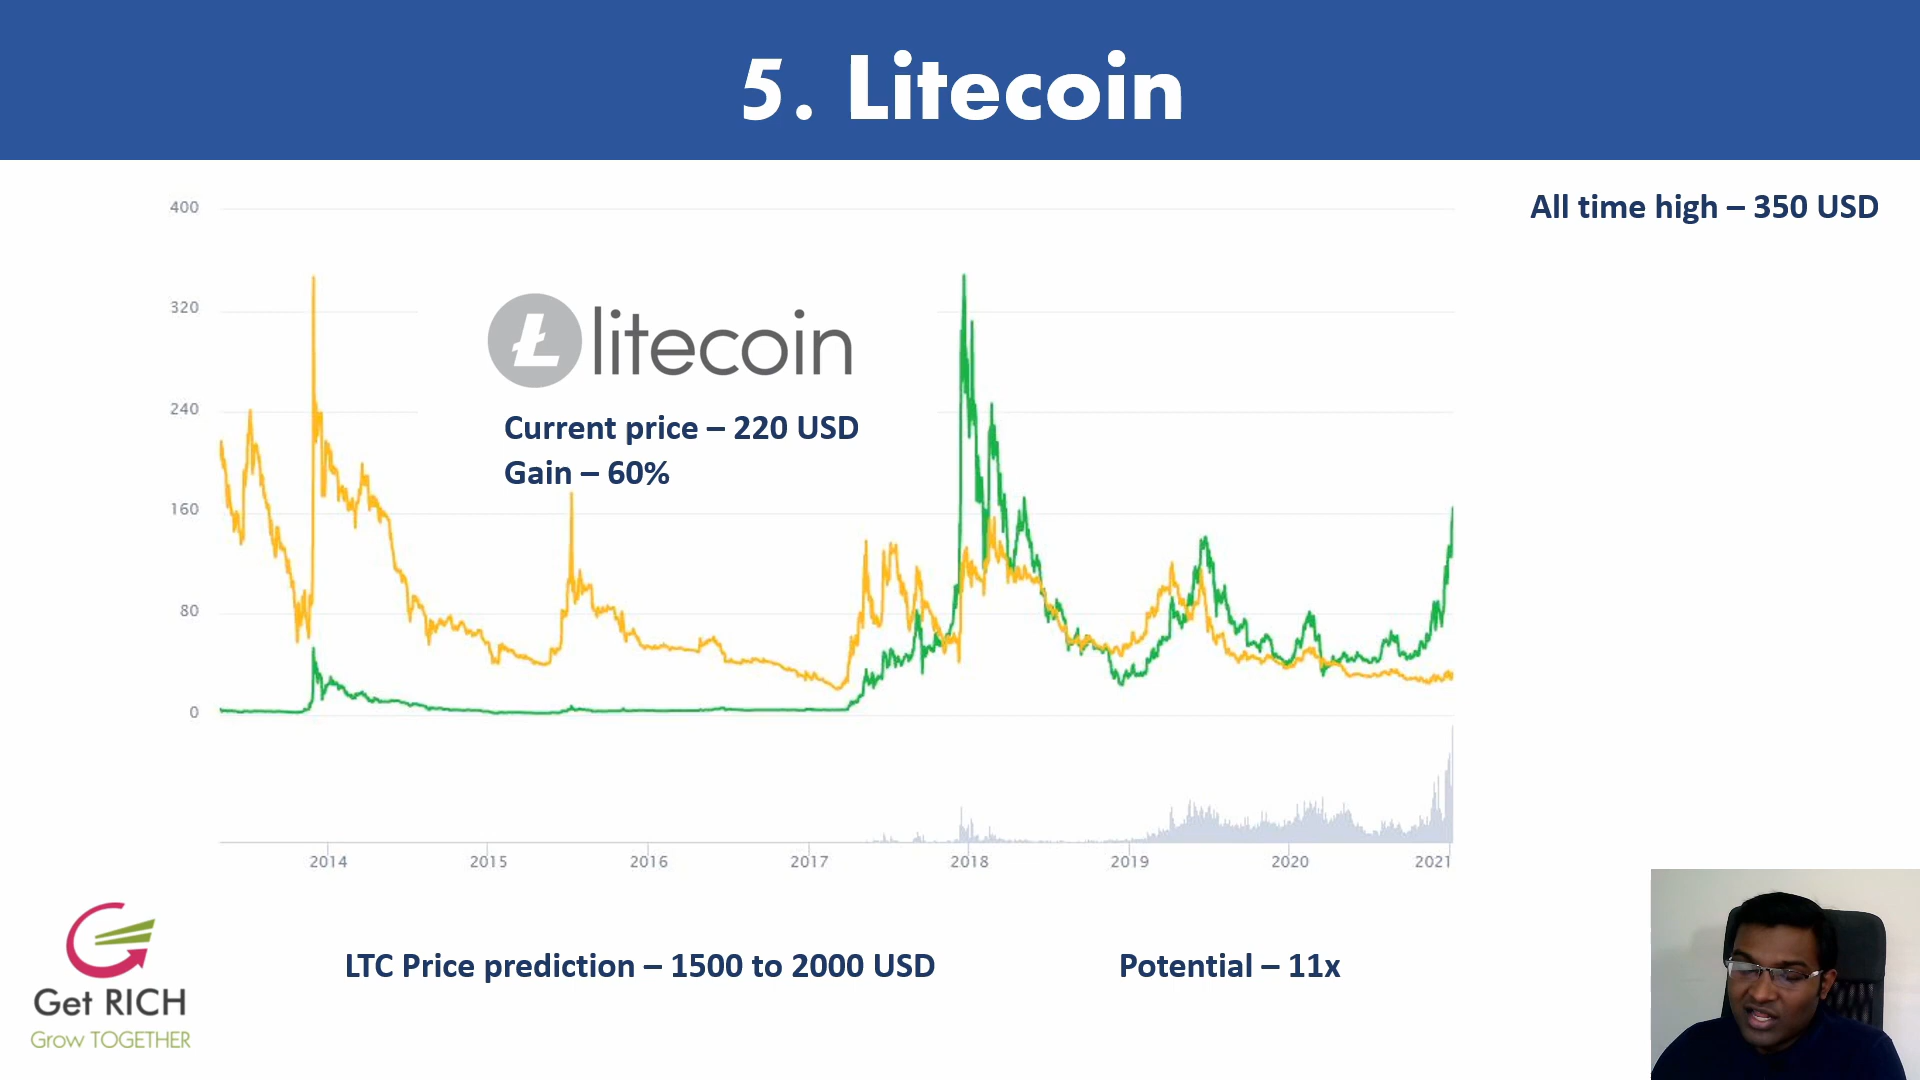 5. Litecoin
All time high – 350 USD
400
320
240
160
80
0
Ł litecoin
Current price – 220 USD
Gain – 60%
2014 2015 2016 2017 2018 2019 2020 2021
LTC Price prediction – 1500 to 2000 USD
Potential – 11x
Get RICH
Grow TOGETHER